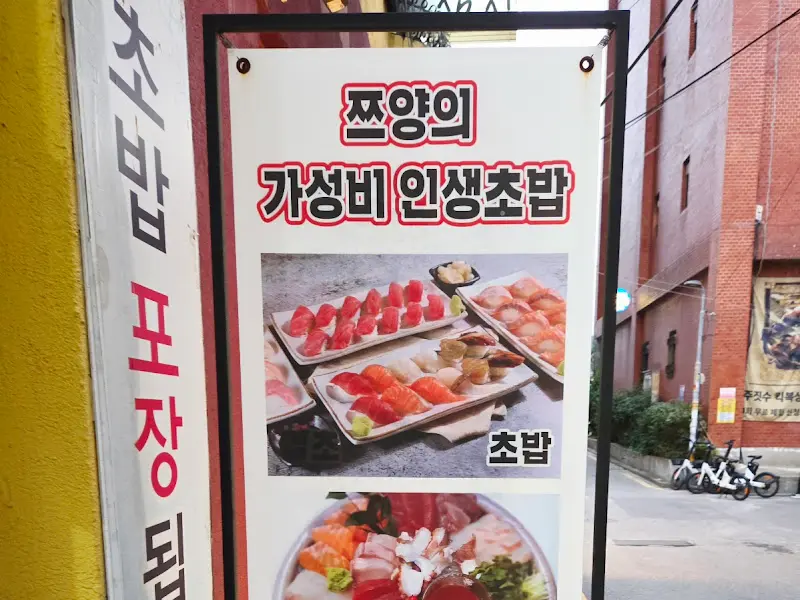 쯔양의
가성비 인생초밥
초밥
초밥 포장